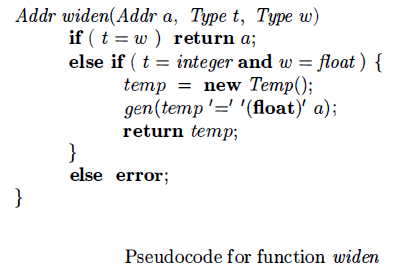 Addr widen(Addr a, Type t, Type w)
if ( t = w ) return a;
else if ( t = integer and w = float ) {
temp = new Temp();
gen(temp '=' '(float)' a);
return temp;
}
else error;
}
Pseudocode for function widen